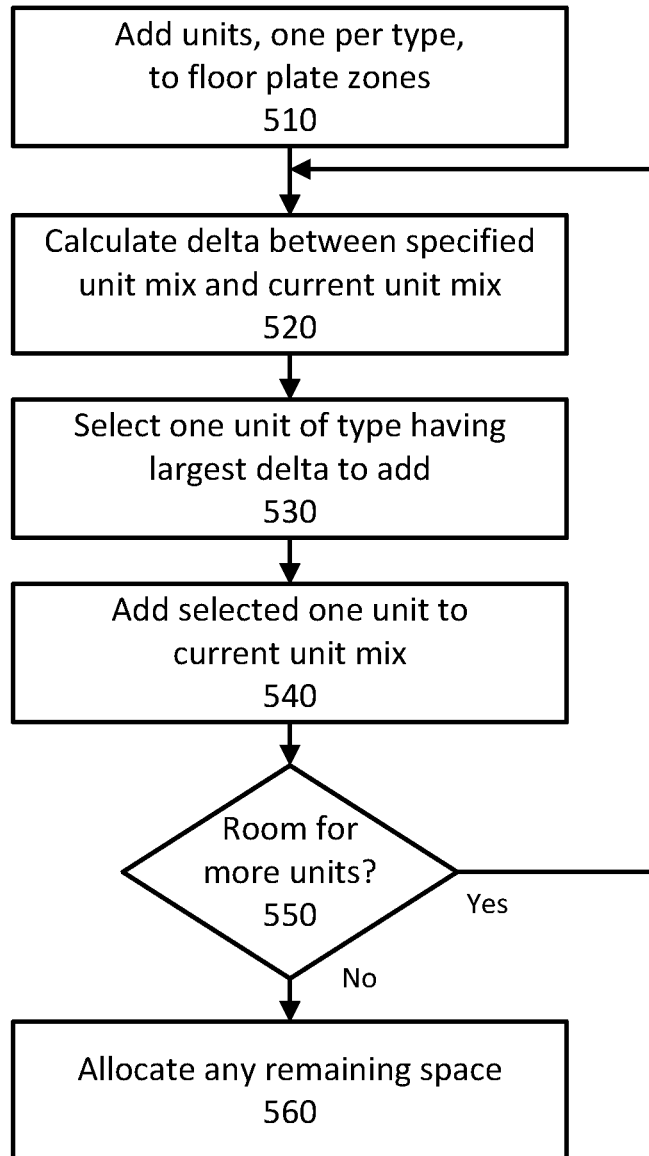 Add units, one per type,
to floor plate zones
510
Calculate delta between specified
unit mix and current unit mix
520
Select one unit of type having
largest delta to add
530
Add selected one unit to
current unit mix
540
Room for
more units?
550
Yes
No
Allocate any remaining space
560